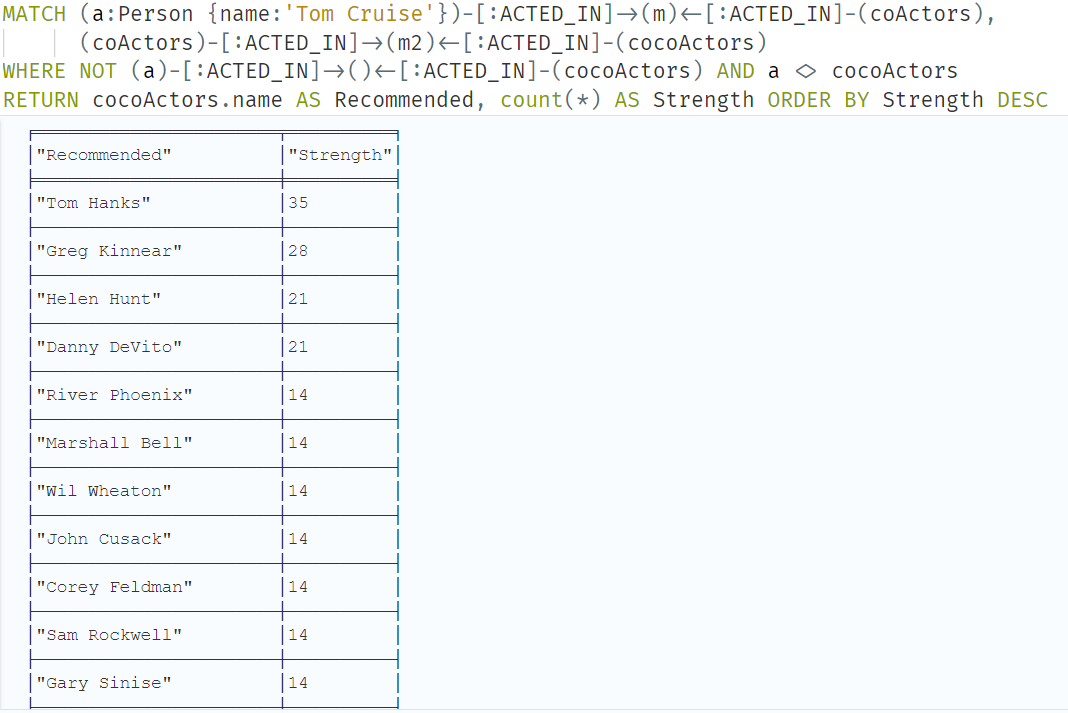 MATCH (a:Person {name:'Tom Cruise'})-[:ACTED_IN]→(m)←[:ACTED_IN]-(coActors),
(coActors)-[:ACTED_IN]→(m2)←[:ACTED_IN]-(cocoActors)
WHERE NOT (a)-[:ACTED_IN]→()←[:ACTED_IN]-(cocoActors) AND a <> cocoActors
RETURN cocoActors.name AS Recommended, count(*) AS Strength ORDER BY Strength DESC
"Recommended" "Strength"
"Tom Hanks" 35
"Greg Kinnear" 28
"Helen Hunt" 21
"Danny DeVito" 21
"River Phoenix" 14
"Marshall Bell" 14
"Wil Wheaton" 14
"John Cusack" 14
"Corey Feldman" 14
"Sam Rockwell" 14
"Gary Sinise" 14